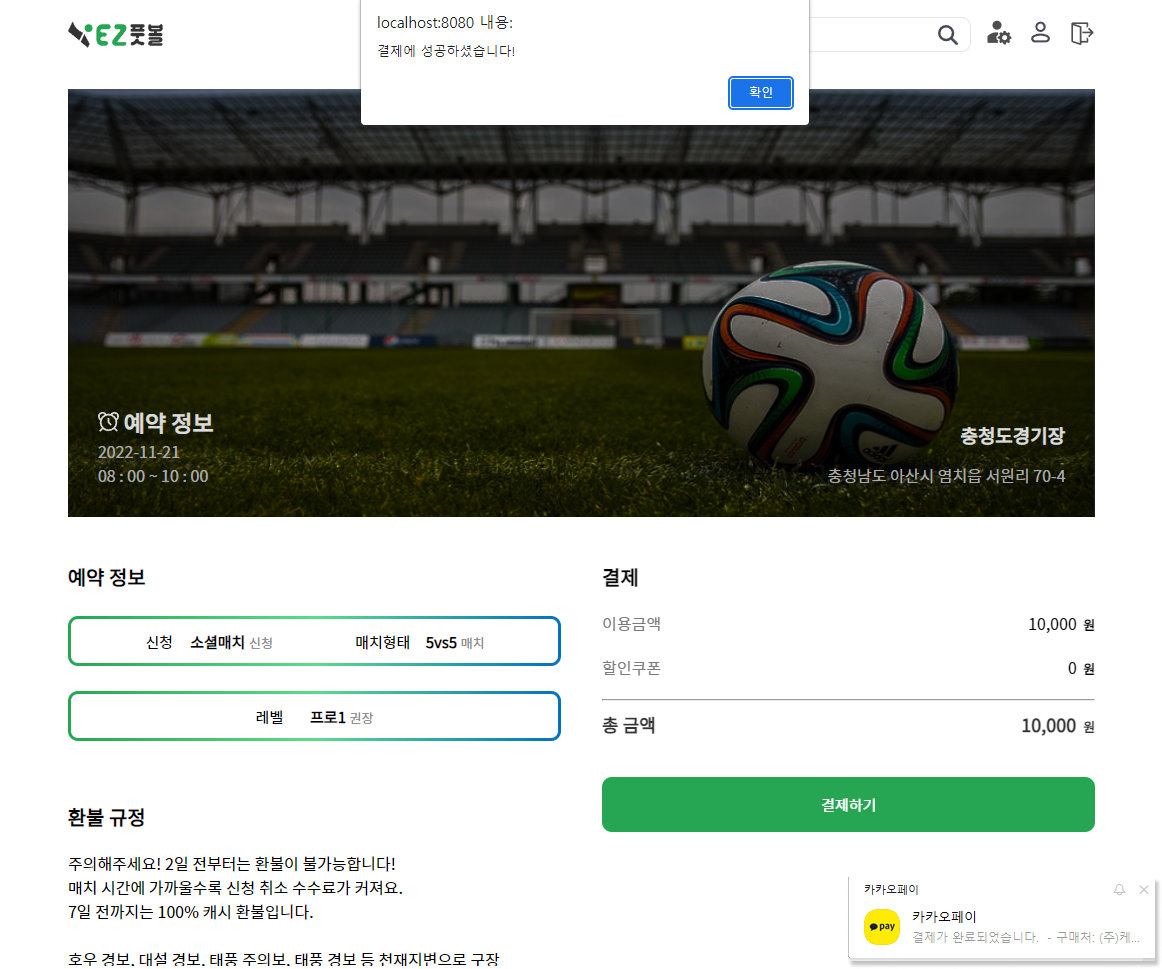 EZ풋볼
localhost:8080 내용:
결제에 성공하셨습니다!
확인
예약 정보
2022-11-21
08 : 00 ~ 10 : 00
충청도경기장
충청남도 아산시 염치읍 서원리 70-4
예약 정보
신청 소셜매치 신청 매치형태 5vs5 매치
레벨 프로1 권장
환불 규정
주의해주세요! 2일 전부터는 환불이 불가능합니다!
매치 시간에 가까울수록 신청 취소 수수료가 커져요.
7일 전까지는 100% 캐시 환불입니다.
호우 경보, 대설 경보, 태풍 주의보, 태풍 경보 등 천재지변으로 구장
결제
이용금액 10,000 원
할인쿠폰 0 원
총 금액 10,000 원
결제하기
카카오페이
pay
카카오페이
결제가 완료되었습니다. - 구매처: (주)케...